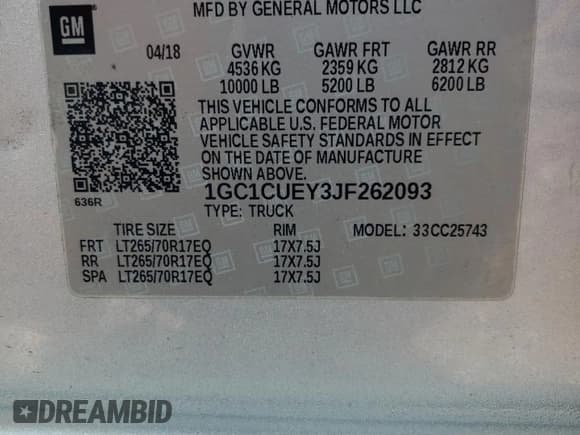 MFD BY GENERAL MOTORS LLC
GM
04/18 GVWR GAWR FRT GAWR RR
4536 KG 2359 KG 2812 KG
10000 LB 5200 LB 6200 LB
THIS VEHICLE CONFORMS TO ALL
APPLICABLE U.S. FEDERAL MOTOR
VEHICLE SAFETY STANDARDS IN EFFECT
ON THE DATE OF MANUFACTURE
SHOWN ABOVE.
636R
1GC1CUEY3JF262093
TYPE: TRUCK
TIRE SIZE RIM MODEL: 33CC25743
FRT LT265/70R17EQ 17X7.5J
RR LT265/70R17EQ 17X7.5J
SPA LT265/70R17EQ 17X7.5J
DREAMBID